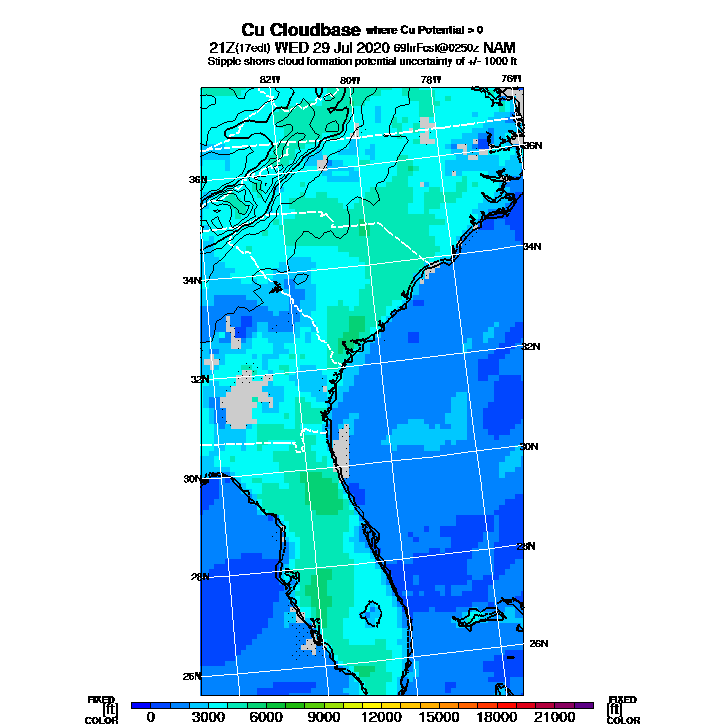 Cu Cloudbase where Cu Potential > 0
21Z(17edt) WED 29 Jul 2020 69hrFcst@0250z NAM
Stipple shows cloud formation potential uncertainty of +/- 1000 ft
82W 80W 78W 76W
36N
36N
34N
34N
32N
32N
30N
30N
28N
28N
26N
26N
FIXED FIXED
[ft] [ft]
COLOR COLOR
0 3000 6000 9000 12000 15000 18000 21000